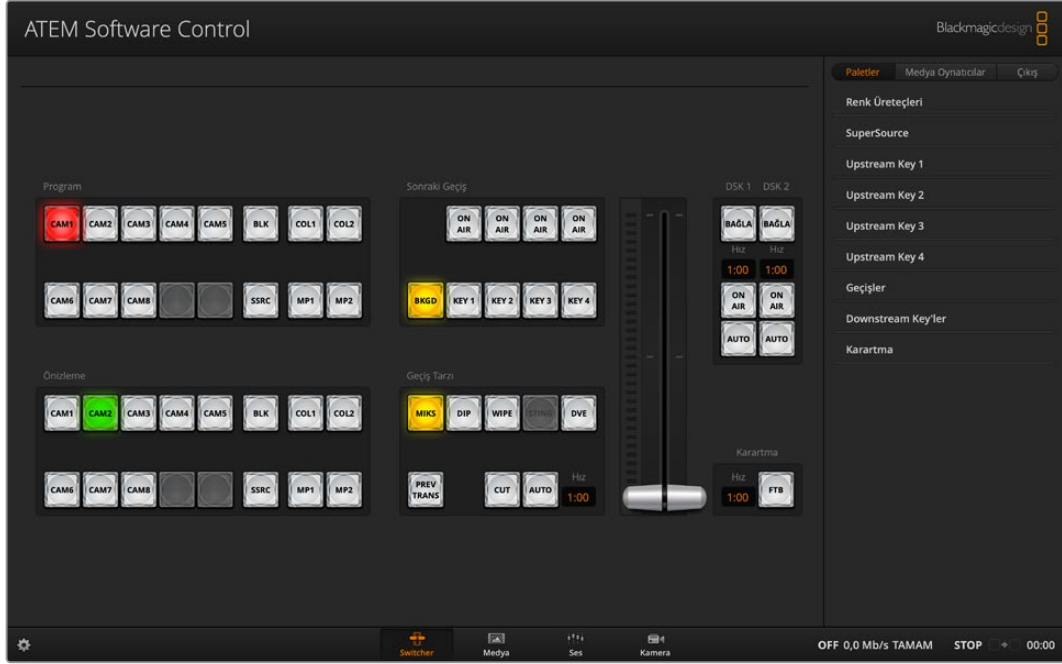 ATEM Software Control
Blackmagicdesign
Paletler Medya Oynatıcılar Çıkış
Renk Üreteçleri
SuperSource
Upstream Key 1
Upstream Key 2
Upstream Key 3
Upstream Key 4
Geçişler
Downstream Key'ler
Karartma
Program
CAM1 CAM2 CAM3 CAM4 CAM5 BLK COL1 COL2
CAM6 CAM7 CAM8 SSRC MP1 MP2
Sonraki Geçiş
ON AIR ON AIR ON AIR ON AIR
BKGD KEY 1 KEY 2 KEY 3 KEY 4
DSK 1 DSK 2
BAĞLA BAĞLA
Hız Hız
1:00 1:00
ON AIR ON AIR
AUTO AUTO
Önizleme
CAM1 CAM2 CAM3 CAM4 CAM5 BLK COL1 COL2
CAM6 CAM7 CAM8 SSRC MP1 MP2
Geçiş Tarzı
MIKS DIP WIPE STING DVE
PREV TRANS CUT AUTO Hız 1:00
Karartma
Hız
1:00 FTB
Switcher Medya Ses Kamera
OFF 0,0 Mb/s TAMAM STOP 00:00